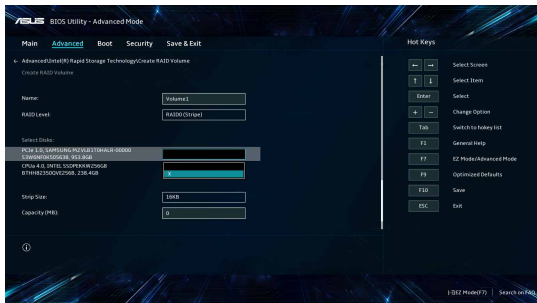 ASUS BIOS Utility - Advanced Mode
Main Advanced Boot Security Save & Exit
Hot Keys
← Advanced\Intel(R) Rapid Storage Technology\Create RAID Volume
Create RAID Volume
Name: Volume1
RAID Level: RAID0 (Stripe)
Select Disks:
PCIe 1.0, SAMSUNG MZVLB1T0HALR-00000
S3W6NF0K505638, 953.8GB
CPUa 4.0, INTEL SSDPEKKW256G8
BTHH82350QVE256B, 238.4GB
X
Strip Size: 16KB
Capacity (MB): 0
← → Select Screen
↑ ↓ Select Item
Enter Select
+ − Change Option
Tab Switch to hokey list
F1 General Help
F7 EZ Mode/Advanced Mode
F9 Optimized Defaults
F10 Save
ESC Exit
EZ Mode(F7) | Search on FAQ